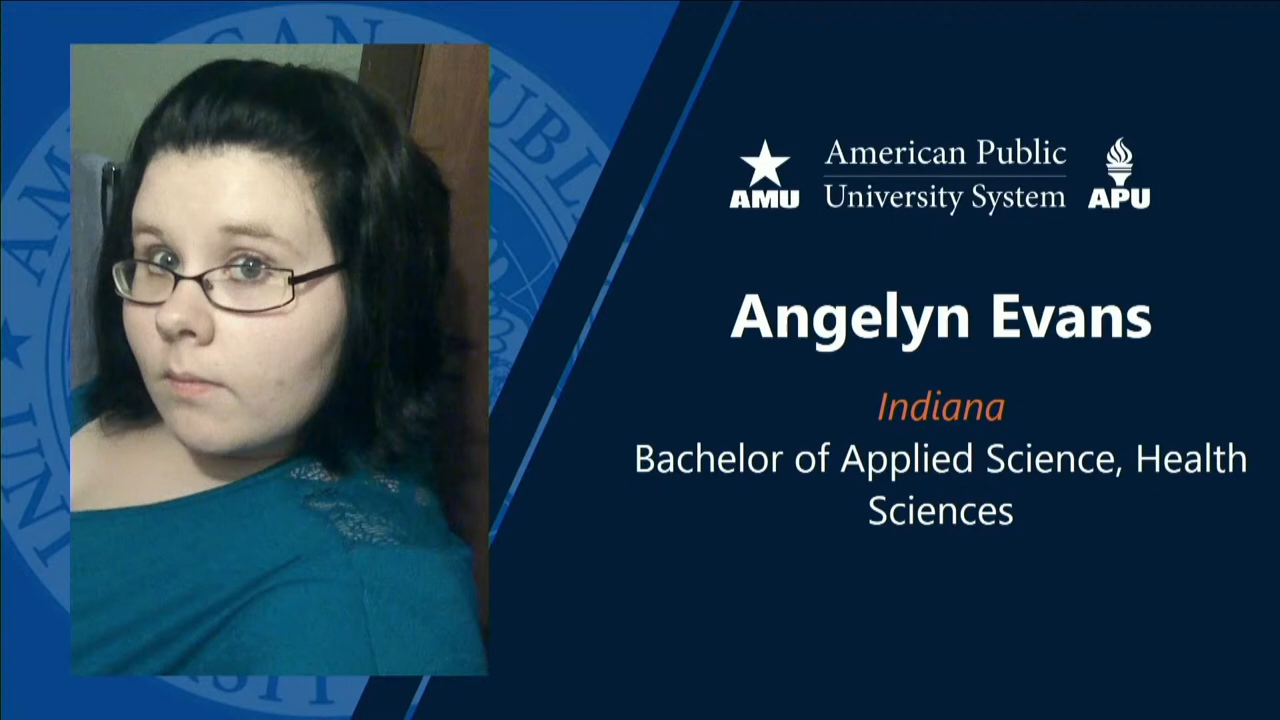 American Public
University System
AMU
APU
Angelyn Evans
Indiana
Bachelor of Applied Science, Health
Sciences